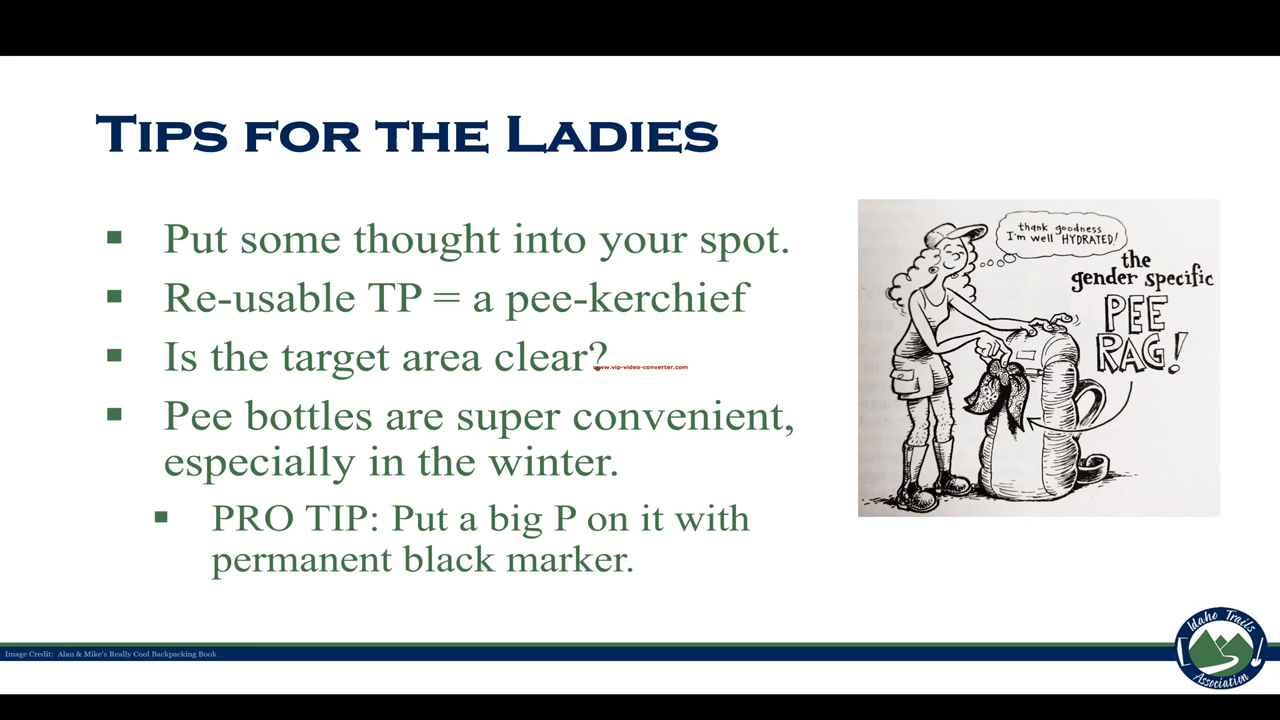 Tips for the Ladies
Put some thought into your spot.
Re-usable TP = a pee-kerchief
Is the target area clear?
www.vip-video-converter.com
Pee bottles are super convenient,
especially in the winter.
PRO TIP: Put a big P on it with
permanent black marker.
thank goodness
I'm well HYDRATED!
the
gender specific
PEE
RAG!
Image Credit: Alan & Mike's Really Cool Backpacking Book
Idaho Trails
Association